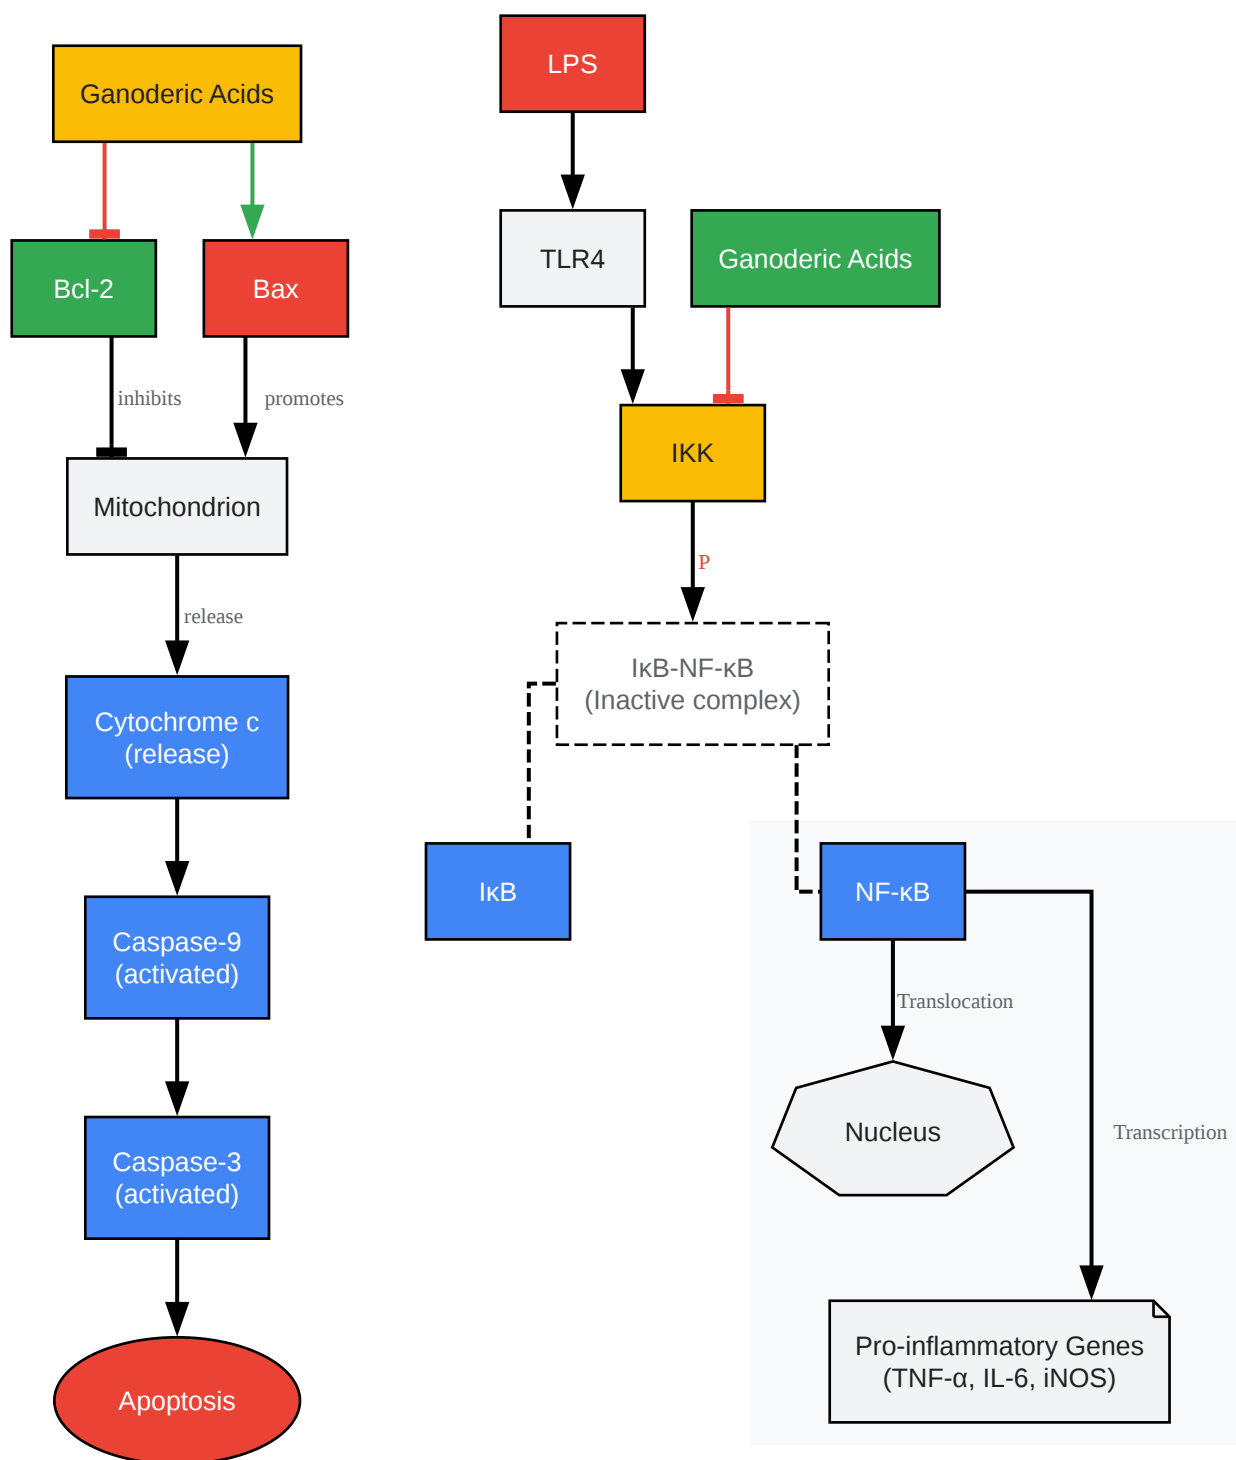 Ganoderic Acids
Bcl-2
Bax
inhibits
promotes
Mitochondrion
release
Cytochrome c
(release)
Caspase-9
(activated)
Caspase-3
(activated)
Apoptosis
LPS
TLR4
Ganoderic Acids
IKK
P
IκB-NF-κB
(Inactive complex)
IκB
NF-κB
Translocation
Nucleus
Transcription
Pro-inflammatory Genes
(TNF-α, IL-6, iNOS)